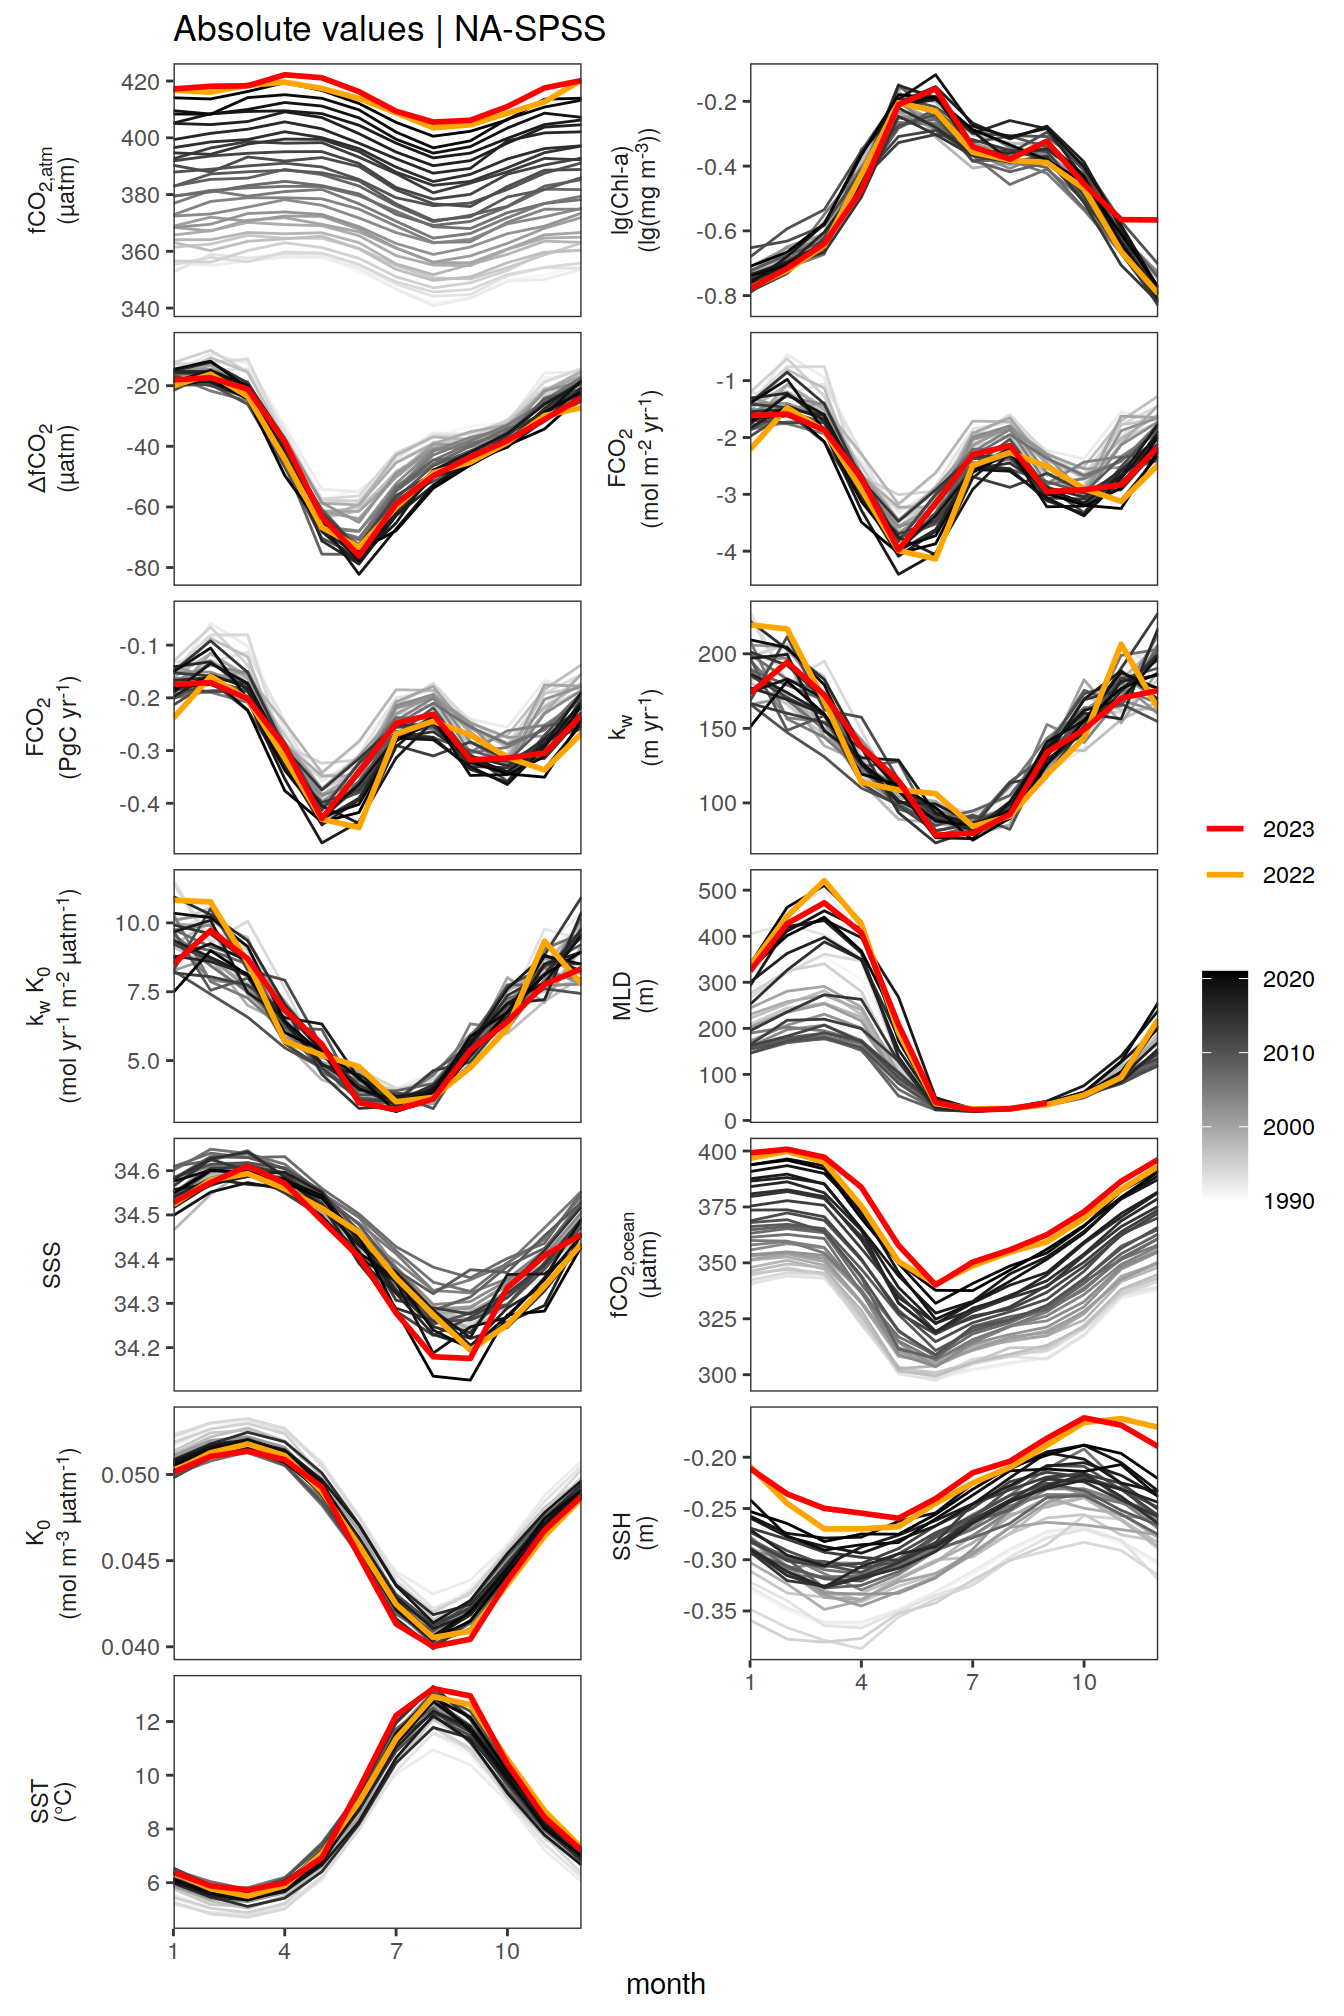 Absolute values | NA-SPSS
fCO2,atm
(µatm)
420
400
380
360
340
lg(Chl-a)
(lg(mg m-3))
-0.2
-0.4
-0.6
-0.8
ΔfCO2
(µatm)
-20
-40
-60
-80
FCO2
(mol m-2 yr-1)
-1
-2
-3
-4
FCO2
(PgC yr-1)
-0.1
-0.2
-0.3
-0.4
kw
(m yr-1)
200
150
100
kw K0
(mol yr-1 m-2 µatm-1)
10.0
7.5
5.0
MLD
(m)
500
400
300
200
100
0
SSS
34.6
34.5
34.4
34.3
34.2
fCO2,ocean
(µatm)
400
375
350
325
300
K0
(mol m-3 µatm-1)
0.050
0.045
0.040
SSH
(m)
-0.20
-0.25
-0.30
-0.35
1 4 7 10
SST
(°C)
12
10
8
6
1 4 7 10
month
2023
2022
2020
2010
2000
1990